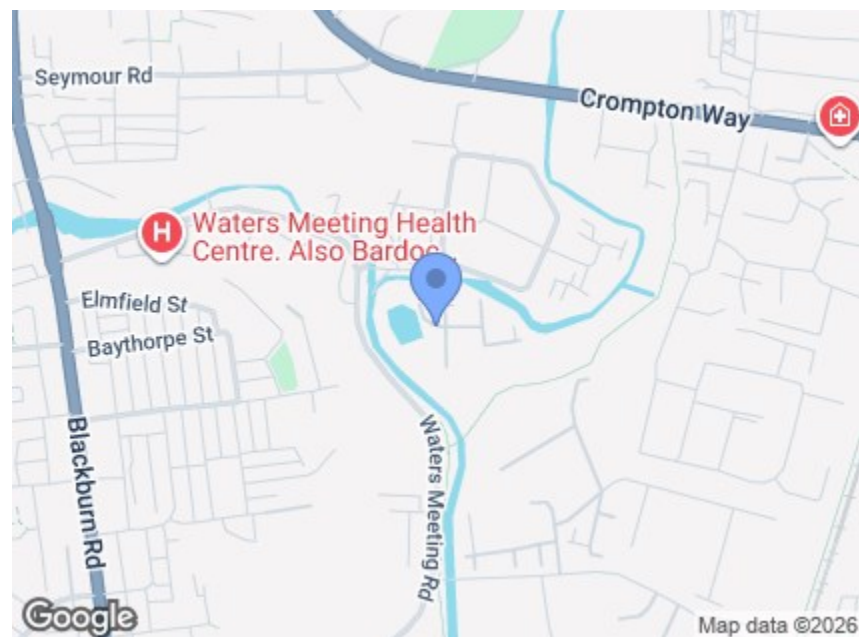 Seymour Rd
Crompton Way
H
Waters Meeting Health
Centre. Also Bardoc
Elmfield St
Baythorpe St
Blackburn Rd
Waters Meeting Rd
Google
Map data ©2026